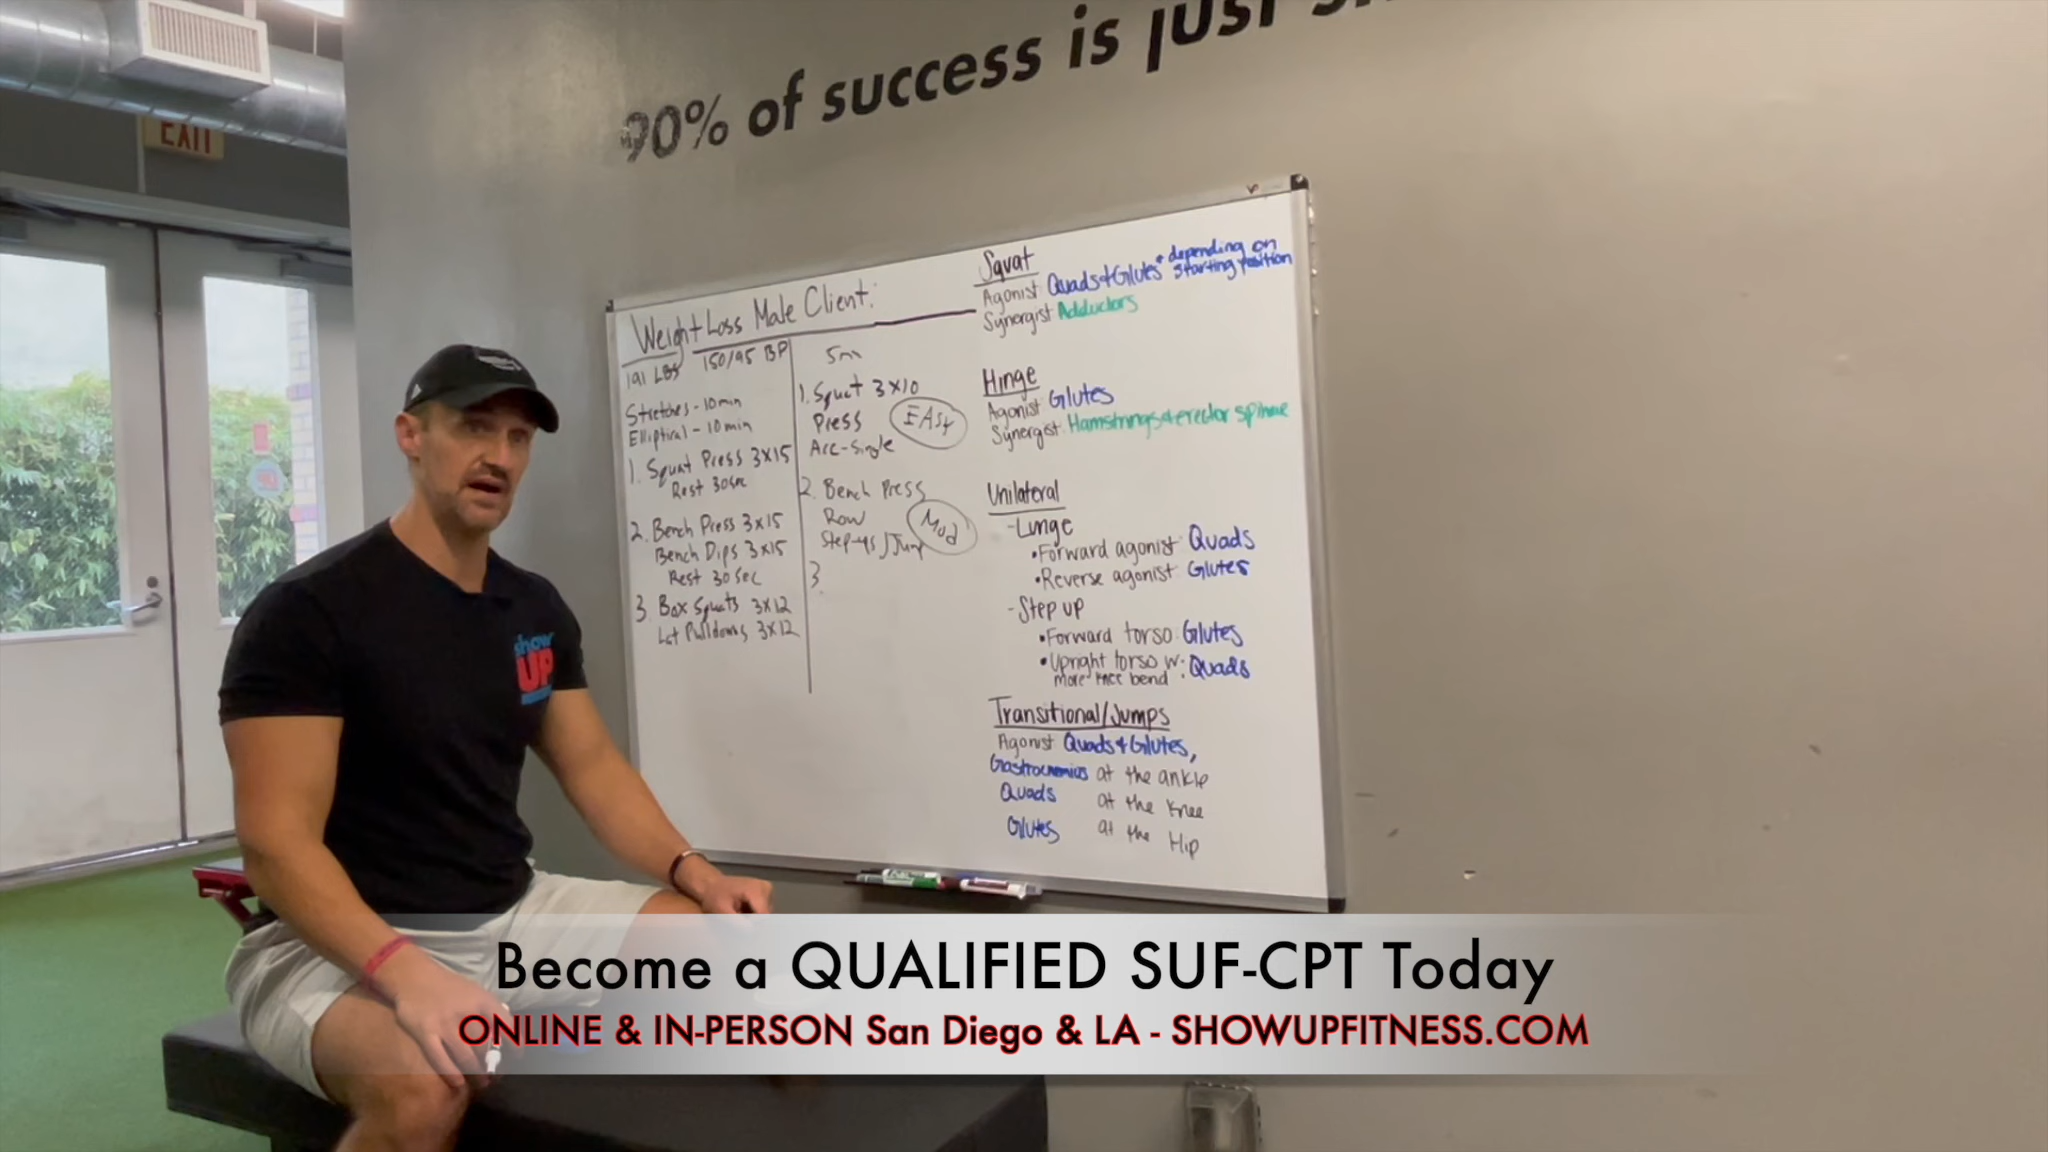 90% of success is just
EXIT
Weight Loss Male Client:
191 LBS 150/95 BP
Stretches - 10 min
Elliptical - 10 min
1. Squat Press 3x15
Rest 30sec
2. Bench Press 3x15
Bench Dips 3x15
Rest 30 sec
3 Box Squats 3x12
Lat Pulldowns 3x12
5m
1. Squat 3x10
Press
Arc-Single
EASY
2. Bench Press
Row
Step-ups/Jump
Mod
3.
Squat
Agonist Quads & Glutes * depending on
starting position
Synergist Adductors
Hinge
Agonist Glutes
Synergist Hamstrings & erector spinae
Unilateral
- Lunge
• Forward agonist Quads
• Reverse agonist Glutes
- Step up
• Forward torso: Glutes
• Upright torso w. Quads
more knee bend :
Transitional/Jumps
Agonist Quads & Glutes,
Gastrocnemius at the ankle
Quads at the knee
Glutes at the Hip
show
UP
Become a QUALIFIED SUF-CPT Today
ONLINE & IN-PERSON San Diego & LA - SHOWUPFITNESS.COM